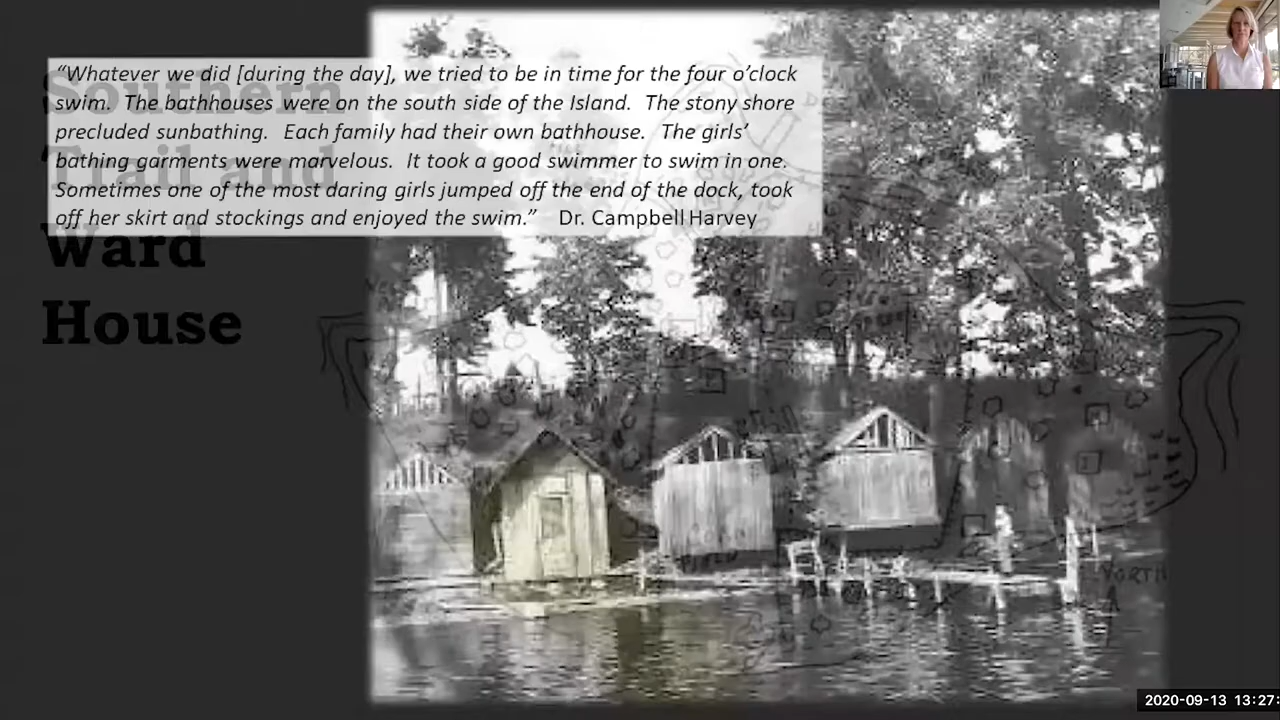 “Whatever we did [during the day], we tried to be in time for the four o’clock
swim.  The bathhouses were on the south side of the Island.  The stony shore
precluded sunbathing.  Each family had their own bathhouse.  The girls’
bathing garments were marvelous.  It took a good swimmer to swim in one.
Sometimes one of the most daring girls jumped off the end of the dock, took
off her skirt and stockings and enjoyed the swim.”   Dr. Campbell Harvey
Southern
Trail and
Ward
House
NORTH
2020-09-13 13:27: